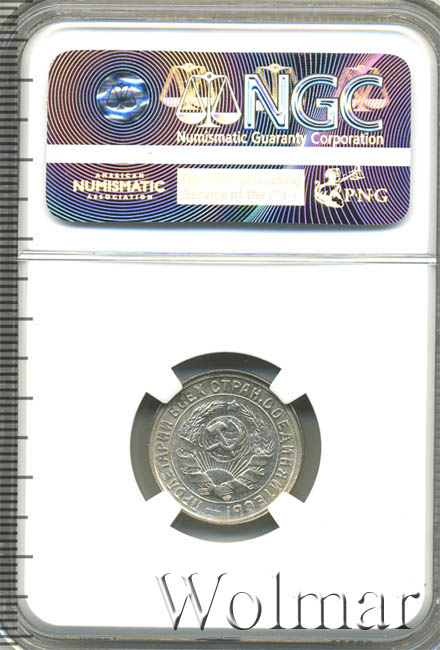 NGC
Numismatic Guaranty Corporation
AMERICAN
NUMISMATIC
ASSOCIATION
The Official Grading
Service of the
PNG
ПРОЛЕТАРИИ ВСЕХ СТРАН, СОЕДИНЯЙТЕСЬ!
Wolmar